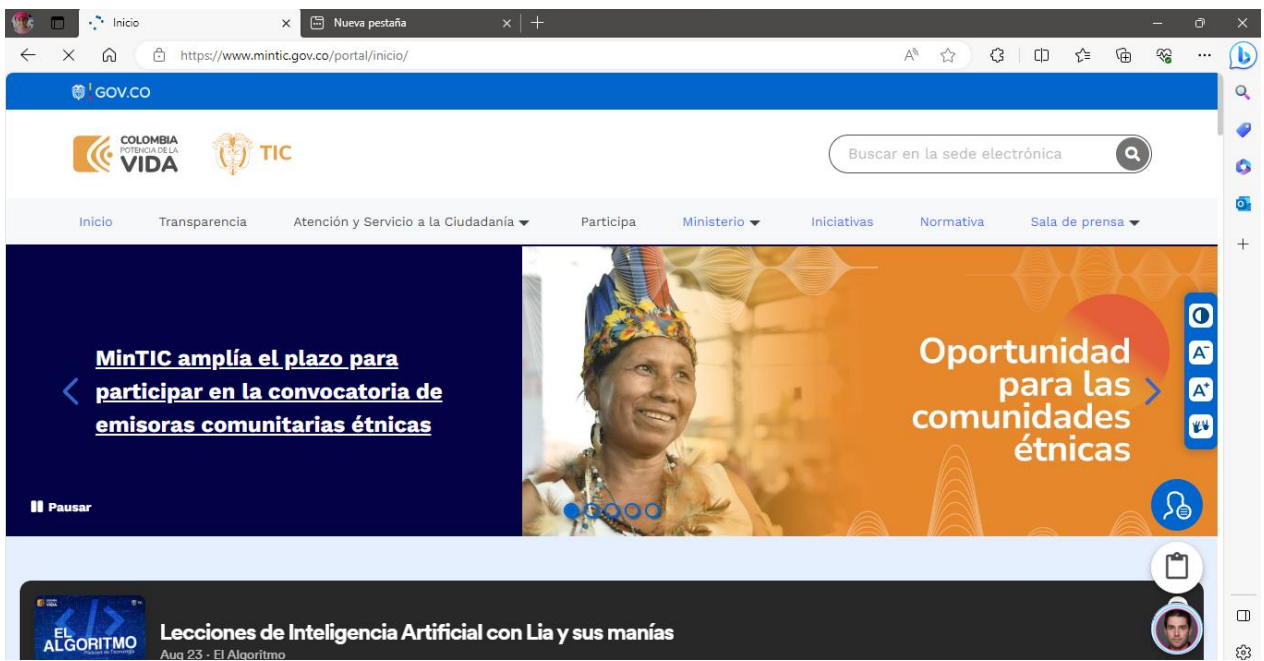 Inicio
Nueva pestaña
https://www.mintic.gov.co/portal/inicio/
GOV.CO
COLOMBIA
POTENCIA DE LA
VIDA
TIC
Buscar en la sede electrónica
Inicio Transparencia Atención y Servicio a la Ciudadanía Participa Ministerio Iniciativas Normativa Sala de prensa
MinTIC amplía el plazo para
participar en la convocatoria de
emisoras comunitarias étnicas
Pausar
Oportunidad
para las
comunidades
étnicas
A-
A+
EL
ALGORITMO
Lecciones de Inteligencia Artificial con Lia y sus manías
Aug 23 · El Algoritmo